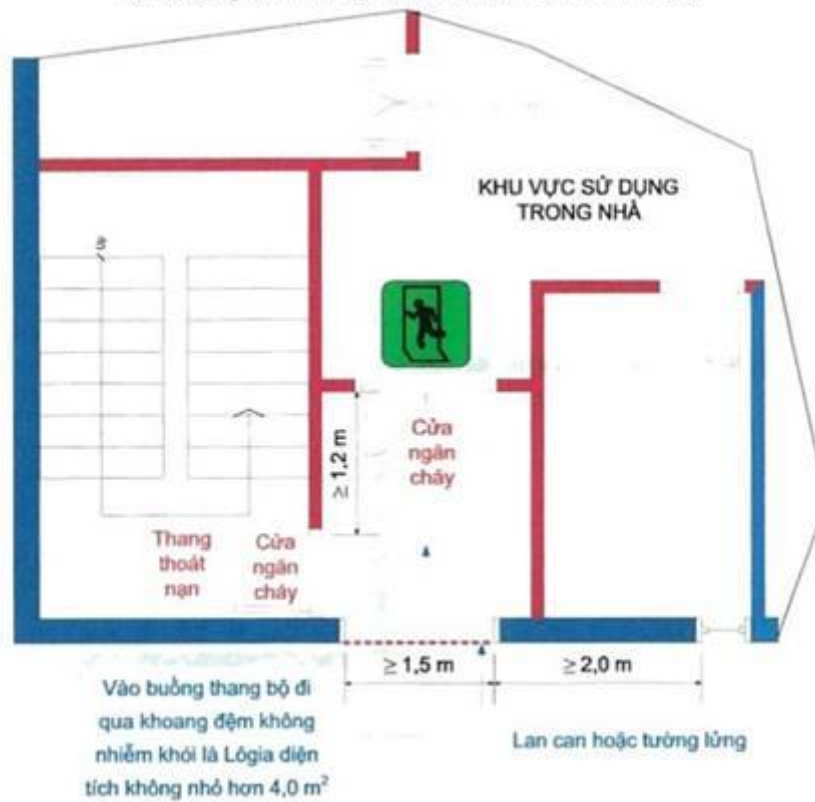 KHU VỰC SỬ DỤNG
TRONG NHÀ
≥ 1,2 m
Cửa
ngăn
cháy
Thang
thoát
nạn
Cửa
ngăn
cháy
≥ 1,5 m
≥ 2,0 m
Vào buồng thang bộ đi
qua khoang đệm không
nhiễm khói là Lôgia diện
tích không nhỏ hơn 4,0 m²
Lan can hoặc tường lửng